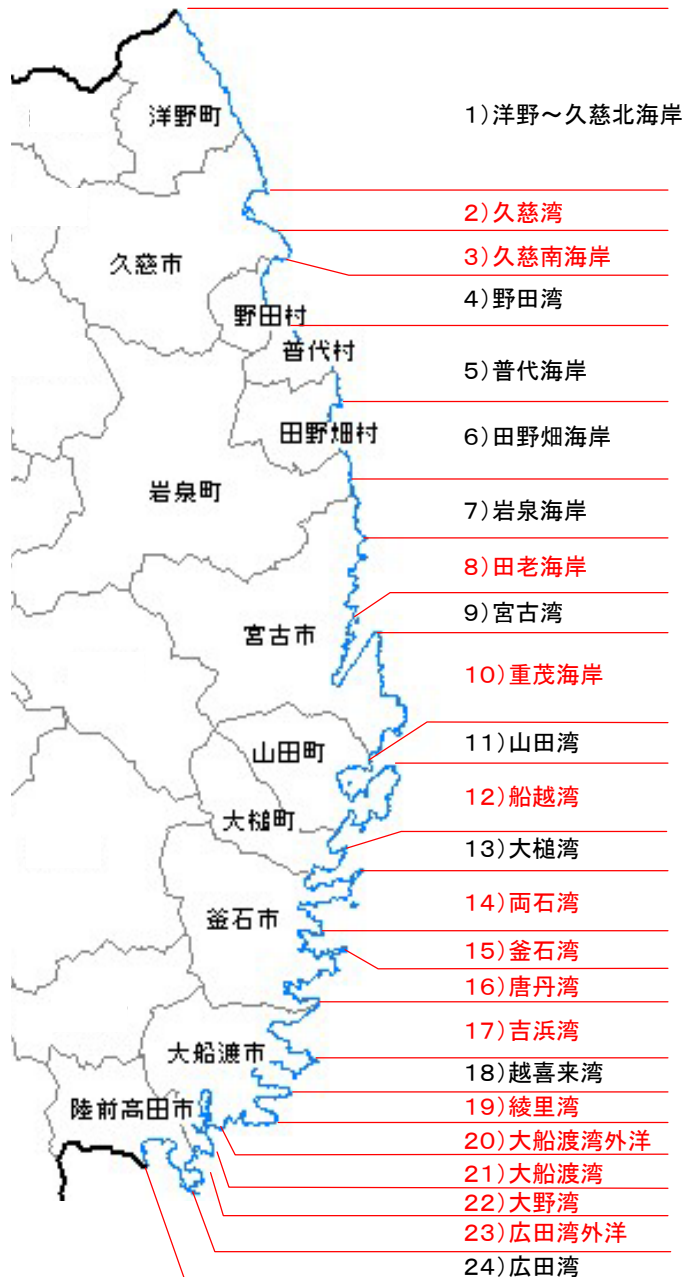 1)洋野～久慈北海岸
洋野町
2)久慈湾
3)久慈南海岸
久慈市
4)野田湾
野田村
普代村
5)普代海岸
田野畑村
6)田野畑海岸
岩泉町
7)岩泉海岸
8)田老海岸
9)宮古湾
宮古市
10)重茂海岸
11)山田湾
山田町
12)船越湾
大槌町
13)大槌湾
14)両石湾
釜石市
15)釜石湾
16)唐丹湾
17)吉浜湾
大船渡市
18)越喜来湾
19)綾里湾
陸前高田市
20)大船渡湾外洋
21)大船渡湾
22)大野湾
23)広田湾外洋
24)広田湾